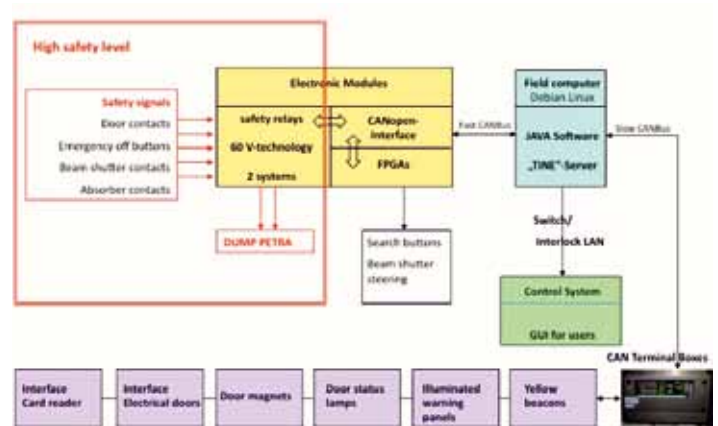 High safety level
Safety signals
Door contacts
Emergency off buttons
Beam shutter contacts
Absorber contacts
Electronic Modules
safety relays
60 V-technology
2 systems
CANopen-
Interface
FPGAs
DUMP PETRA
Search buttons
Beam shutter
steering
Fast CANBus
Field computer
Debian Linux
JAVA Software
„TINE"-Server
Slow CANBus
Switch/
Interlock LAN
Control System
GUI for users
CAN Terminal Boxes
Interface
Card reader
Interface
Electrical doors
Door magnets
Door status
lamps
Illuminated
warning
panels
Yellow
beacons